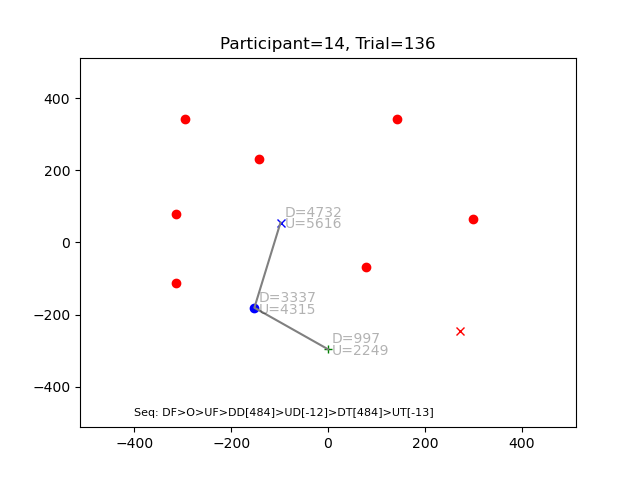 Participant=14, Trial=136
400
200
0
−200
−400
D=4732
U=5616
D=3337
U=4315
D=997
U=2249
Seq: DF>O>UF>DD[484]>UD[-12]>DT[484]>UT[-13]
−400 −200 0 200 400